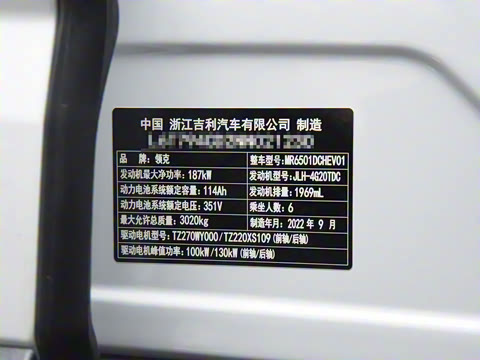 中国 浙江吉利汽车有限公司 制造
品 牌:领克 整车型号:MR6501DCHEV01
发动机最大净功率:187kW 发动机型号:JLH-4G20TDC
动力电池系统额定容量:114Ah 发动机排量:1969mL
动力电池系统额定电压:351V 乘坐人数:6
最大允许总质量:3020kg 制造年月:2022 年 9 月
驱动电机型号:TZ270WY000/TZ220XS109(前轴/后轴)
驱动电机峰值功率:100kW/130kW(前轴/后轴)